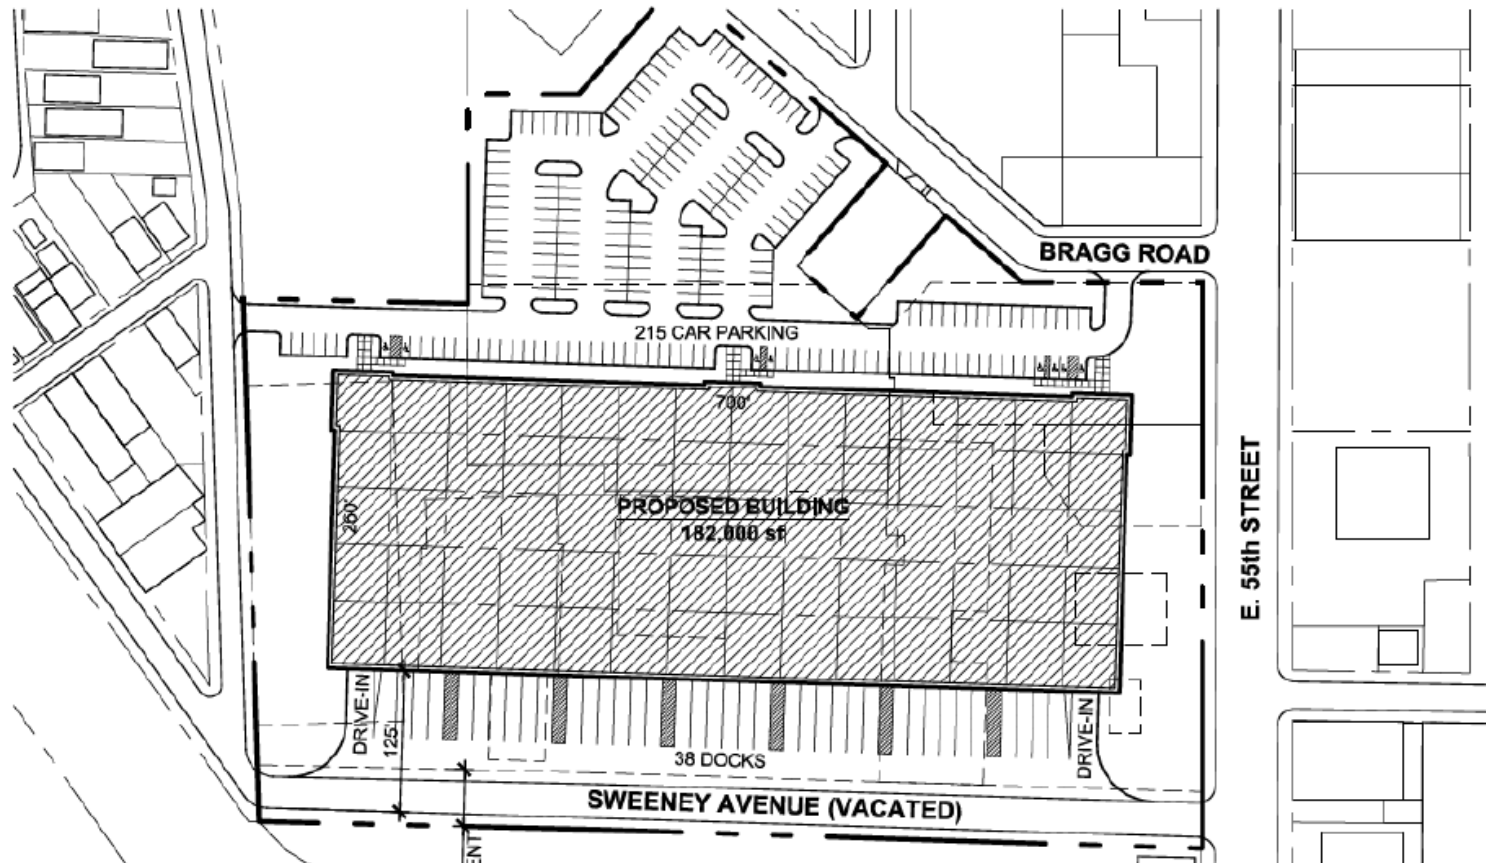 BRAGG ROAD
215 CAR PARKING
700'
260'
PROPOSED BUILDING
182,000 sf
E. 55th STREET
DRIVE-IN
125'
DRIVE-IN
38 DOCKS
SWEENEY AVENUE (VACATED)